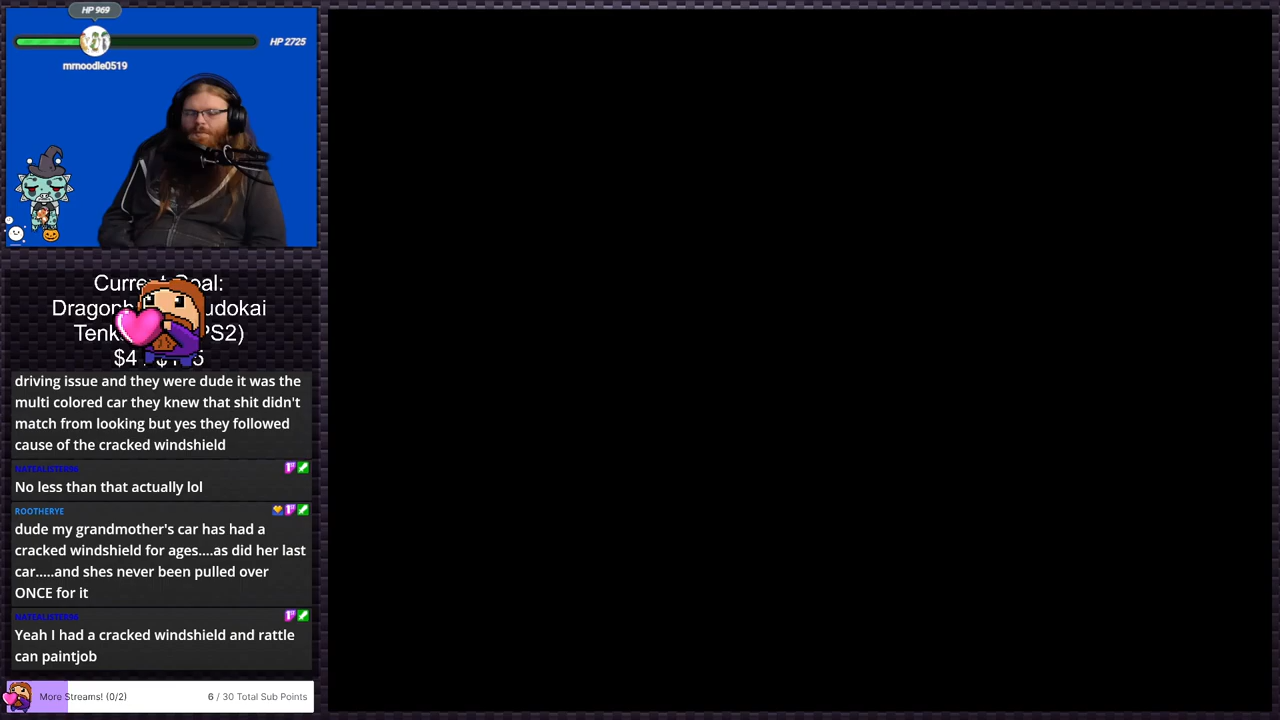 HP 969
HP 2725
mmoodle0519
Current Goal:
udokai
PS2)
driving issue and they were dude it was the
multi colored car they knew that shit didn't
match from looking but yes they followed
cause of the cracked windshield
No less than that actually lol
ROOTHERYE
dude my grandmother's car has had a
cracked windshield for ages....as did her last
car.....and shes never been pulled over
ONCE for it
Yeah I had a cracked windshield and rattle
can paintjob
More Streams! (0/2)
6 / 30 Total Sub Points